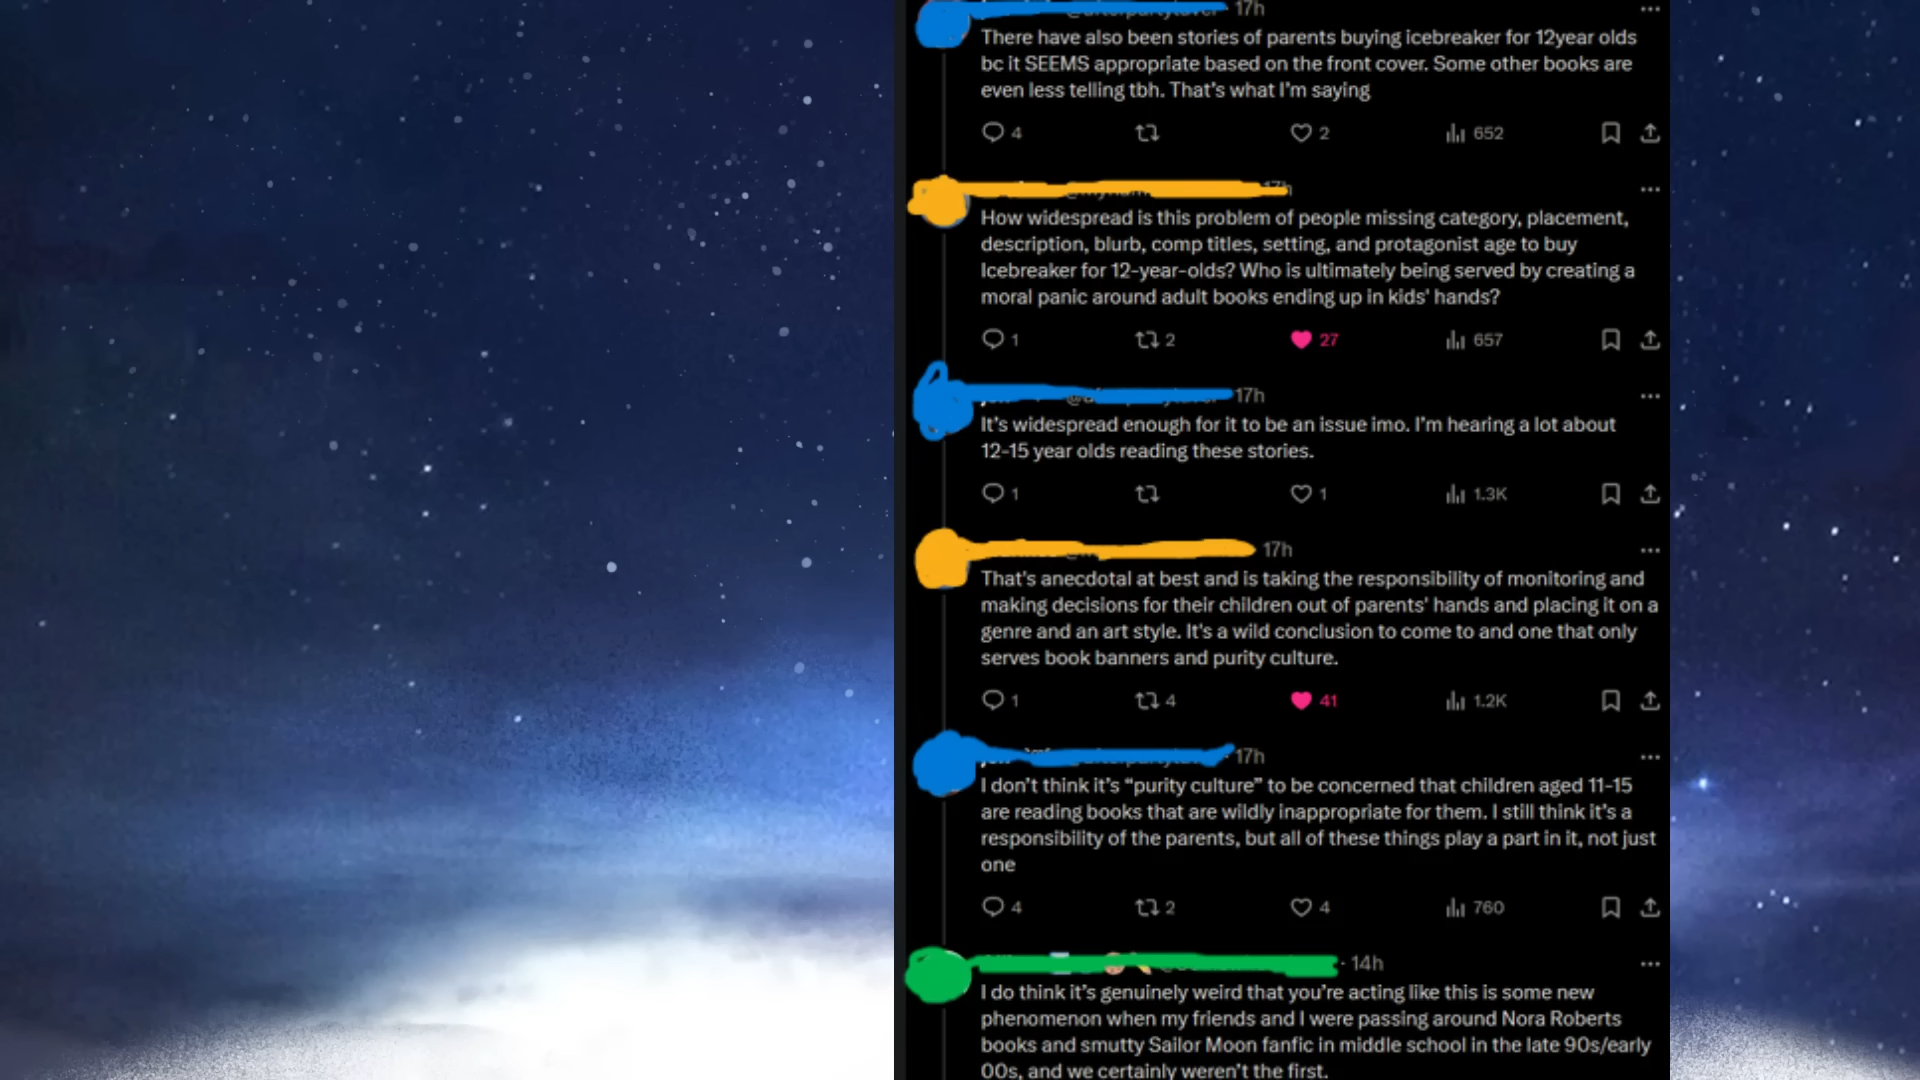 17h
There have also been stories of parents buying icebreaker for 12year olds
bc it SEEMS appropriate based on the front cover. Some other books are
even less telling tbh. That's what I'm saying
4 2 652
17h
How widespread is this problem of people missing category, placement,
description, blurb, comp titles, setting, and protagonist age to buy
Icebreaker for 12-year-olds? Who is ultimately being served by creating a
moral panic around adult books ending up in kids' hands?
1 2 27 657
17h
It's widespread enough for it to be an issue imo. I'm hearing a lot about
12-15 year olds reading these stories.
1 1 1.3K
17h
That's anecdotal at best and is taking the responsibility of monitoring and
making decisions for their children out of parents' hands and placing it on a
genre and an art style. It's a wild conclusion to come to and one that only
serves book banners and purity culture.
1 4 41 1.2K
17h
I don't think it's “purity culture” to be concerned that children aged 11-15
are reading books that are wildly inappropriate for them. I still think it's a
responsibility of the parents, but all of these things play a part in it, not just
one
4 2 4 760
· 14h
I do think it's genuinely weird that you're acting like this is some new
phenomenon when my friends and I were passing around Nora Roberts
books and smutty Sailor Moon fanfic in middle school in the late 90s/early
00s, and we certainly weren't the first.